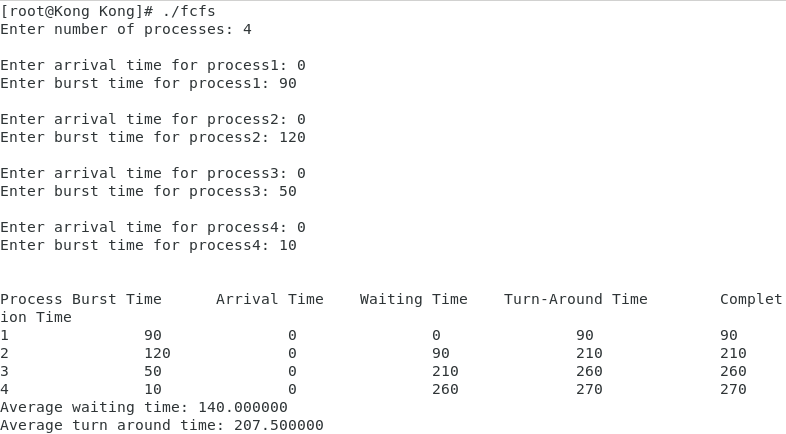 [root@Kong Kong]# ./fcfs
Enter number of processes: 4
Enter arrival time for process1: 0
Enter burst time for process1: 90
Enter arrival time for process2: 0
Enter burst time for process2: 120
Enter arrival time for process3: 0
Enter burst time for process3: 50
Enter arrival time for process4: 0
Enter burst time for process4: 10
Process Burst Time      Arrival Time    Waiting Time    Turn-Around Time        Complet
ion Time
1               90              0               0               90              90
2               120             0               90              210             210
3               50              0               210             260             260
4               10              0               260             270             270
Average waiting time: 140.000000
Average turn around time: 207.500000